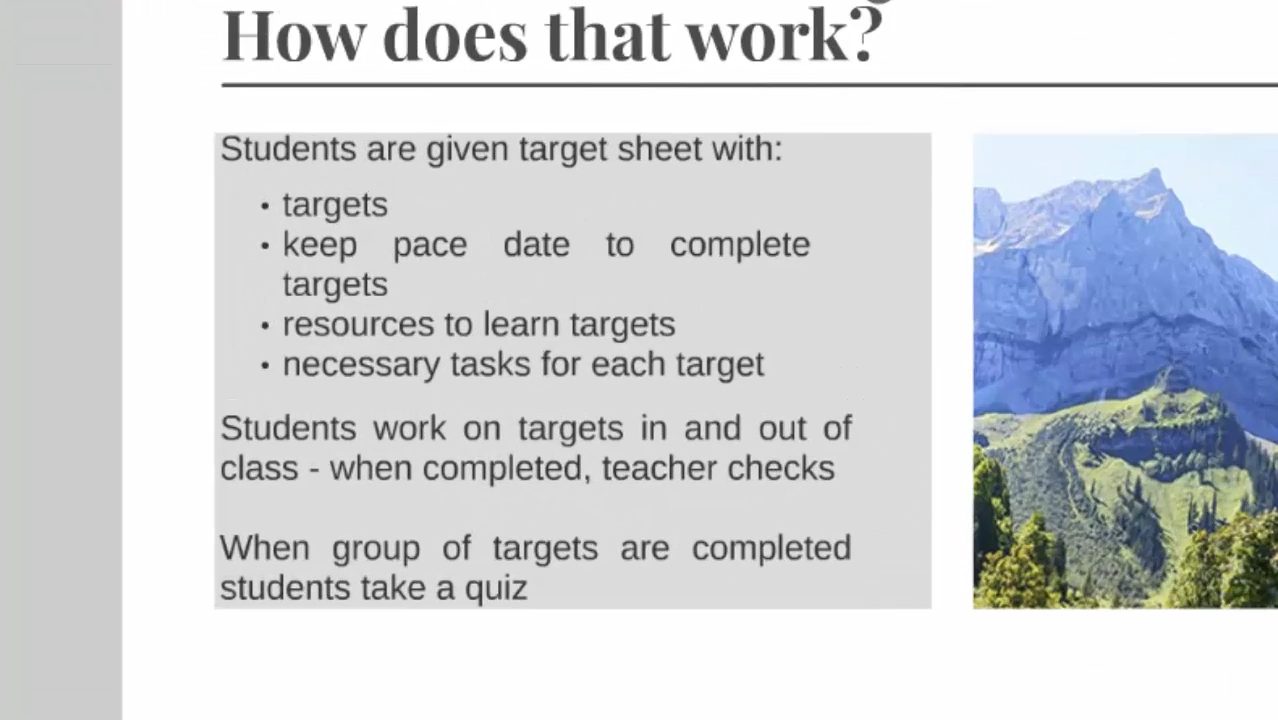 How does that work?
Students are given target sheet with:
• targets
• keep pace date to complete
targets
• resources to learn targets
• necessary tasks for each target
Students work on targets in and out of
class - when completed, teacher checks
When group of targets are completed
students take a quiz